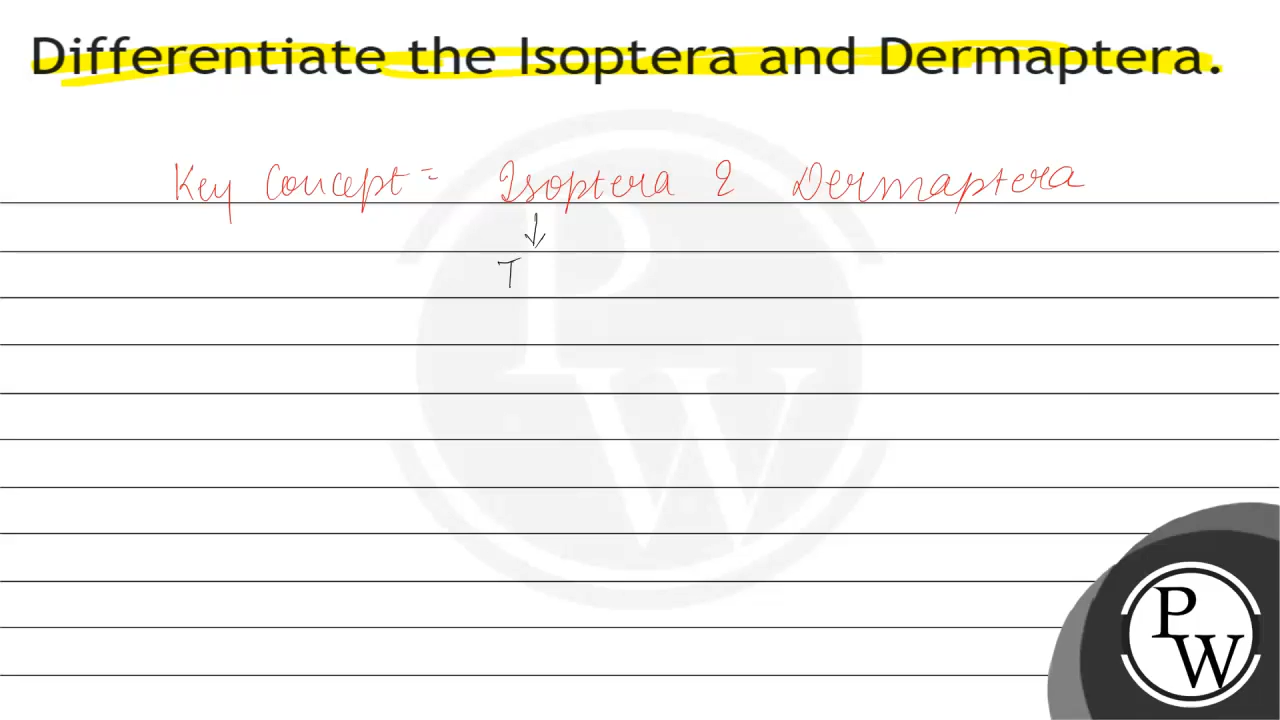 Differentiate the Isoptera and Dermaptera.
Key Concept = Isoptera & Dermaptera
↓
T
P
W
P
W